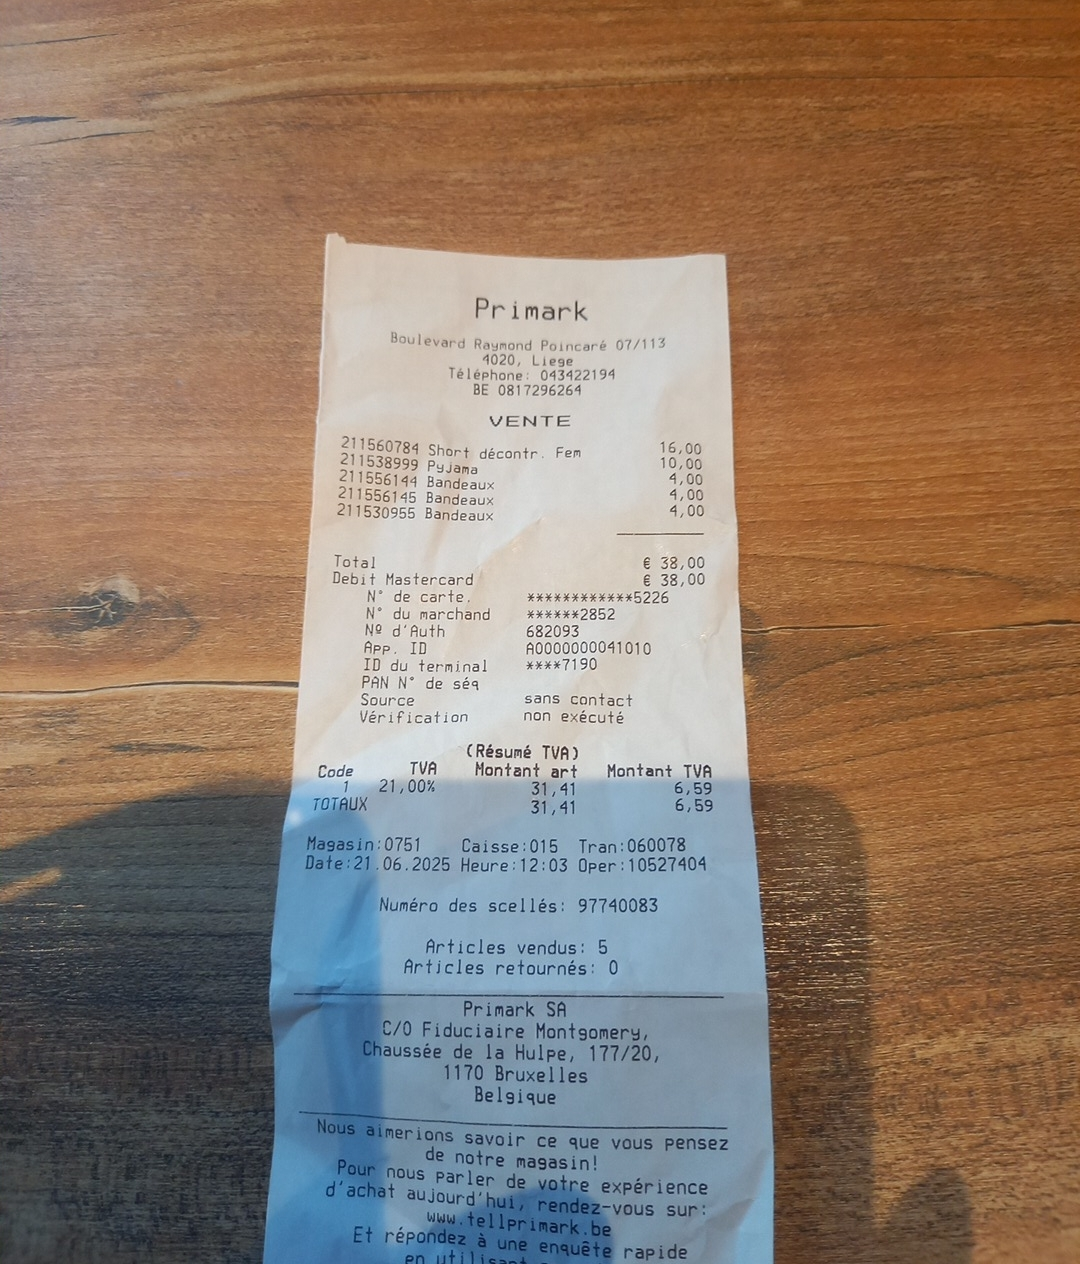 Primark
Boulevard Raymond Poincaré 07/113
4020, Liege
Téléphone: 043422194
BE 0817296264
VENTE
211560784 Short décontr. Fem 16,00
211538999 Pyjama 10,00
211556144 Bandeaux 4,00
211556145 Bandeaux 4,00
211530955 Bandeaux 4,00
Total € 38,00
Debit Mastercard € 38,00
N° de carte. ************5226
N° du marchand ******2852
Nº d'Auth 682093
App. ID A0000000041010
ID du terminal ****7190
PAN N° de séq
Source sans contact
Vérification non exécuté
(Résumé TVA)
Code TVA Montant art Montant TVA
1 21,00% 31,41 6,59
TOTAUX 31,41 6,59
Magasin:0751 Caisse:015 Tran:060078
Date:21.06.2025 Heure:12:03 Oper:10527404
Numéro des scellés: 97740083
Articles vendus: 5
Articles retournés: 0
Primark SA
C/O Fiduciaire Montgomery,
Chaussée de la Hulpe, 177/20,
1170 Bruxelles
Belgique
Nous aimerions savoir ce que vous pensez
de notre magasin!
Pour nous parler de votre expérience
d'achat aujourd'hui, rendez-vous sur:
www.tellprimark.be
Et répondez à une enquête rapide
en